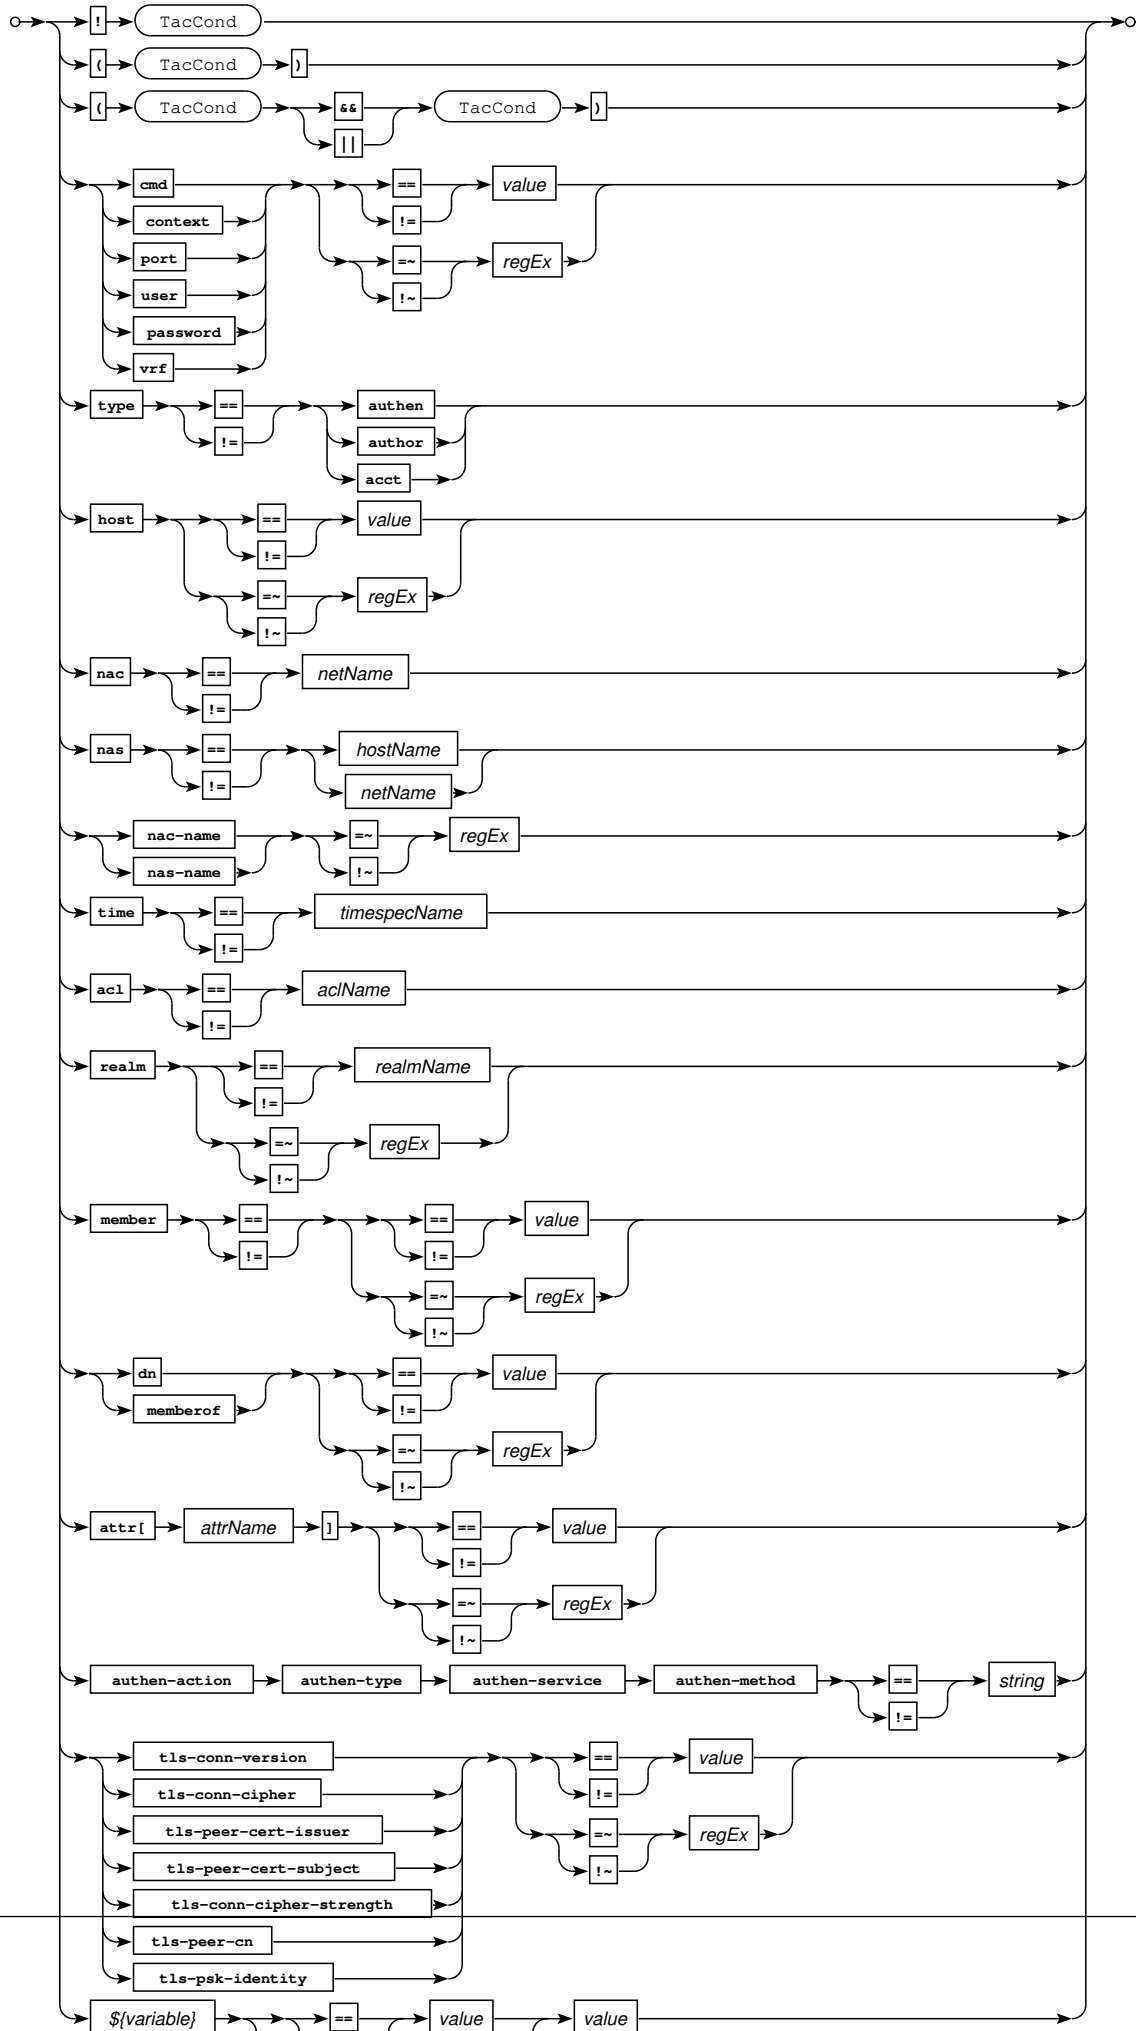 ! TacCond
( TacCond )
( TacCond && TacCond )
||
cmd == value
context !=
port =~ regEx
user !~
password
vrf
type == authen
!= author
acct
host == value
!=
=~ regEx
!~
nac == netName
!=
nas == hostName
!= netName
nac-name =~ regEx
nas-name !~
time == timespecName
!=
acl == aclName
!=
realm == realmName
!=
=~ regEx
!~
member == == value
!= !=
=~ regEx
!~
dn == value
memberof !=
=~ regEx
!~
attr[ attrName ] == value
!=
=~ regEx
!~
authen-action authen-type authen-service authen-method == string
!=
tls-conn-version == value
tls-conn-cipher !=
tls-peer-cert-issuer =~ regEx
tls-peer-cert-subject !~
tls-conn-cipher-strength
tls-peer-cn
tls-psk-identity
${variable} == value value